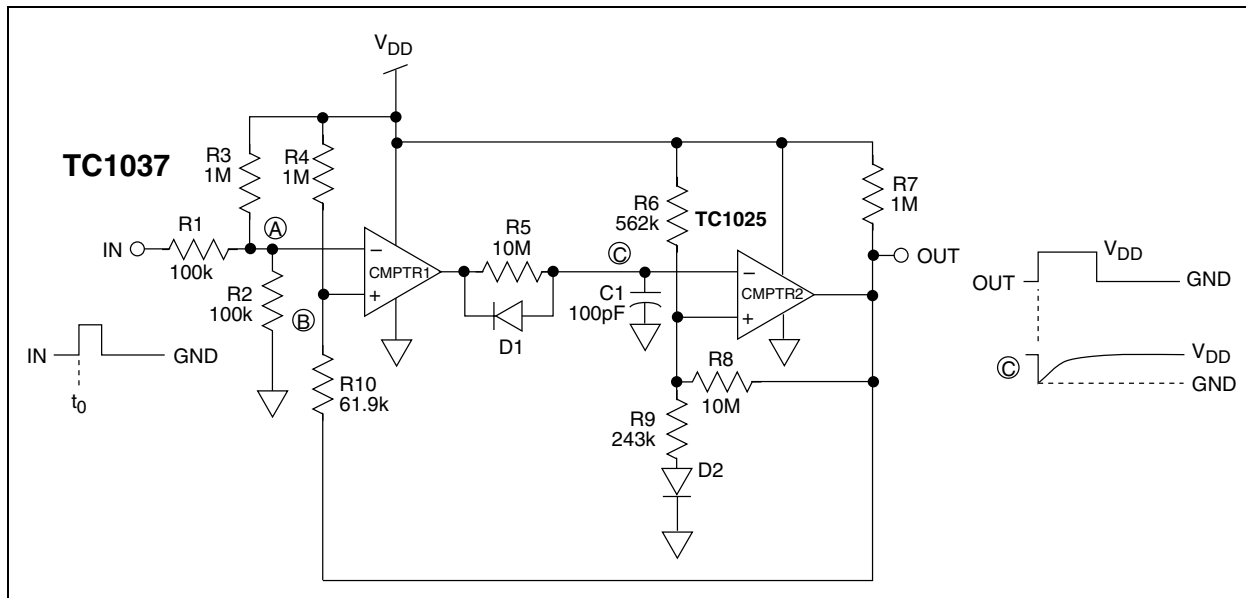 V_DD
TC1037
R3
1M
R4
1M
R1
100k
IN
A
R2
100k
B
CMPTR1
−
+
R5
10M
D1
R10
61.9k
C
C1
100pF
R6
562k
TC1025
CMPTR2
−
+
R7
1M
OUT
R8
10M
R9
243k
D2
IN
GND
t_0
OUT
V_DD
GND
C
V_DD
GND